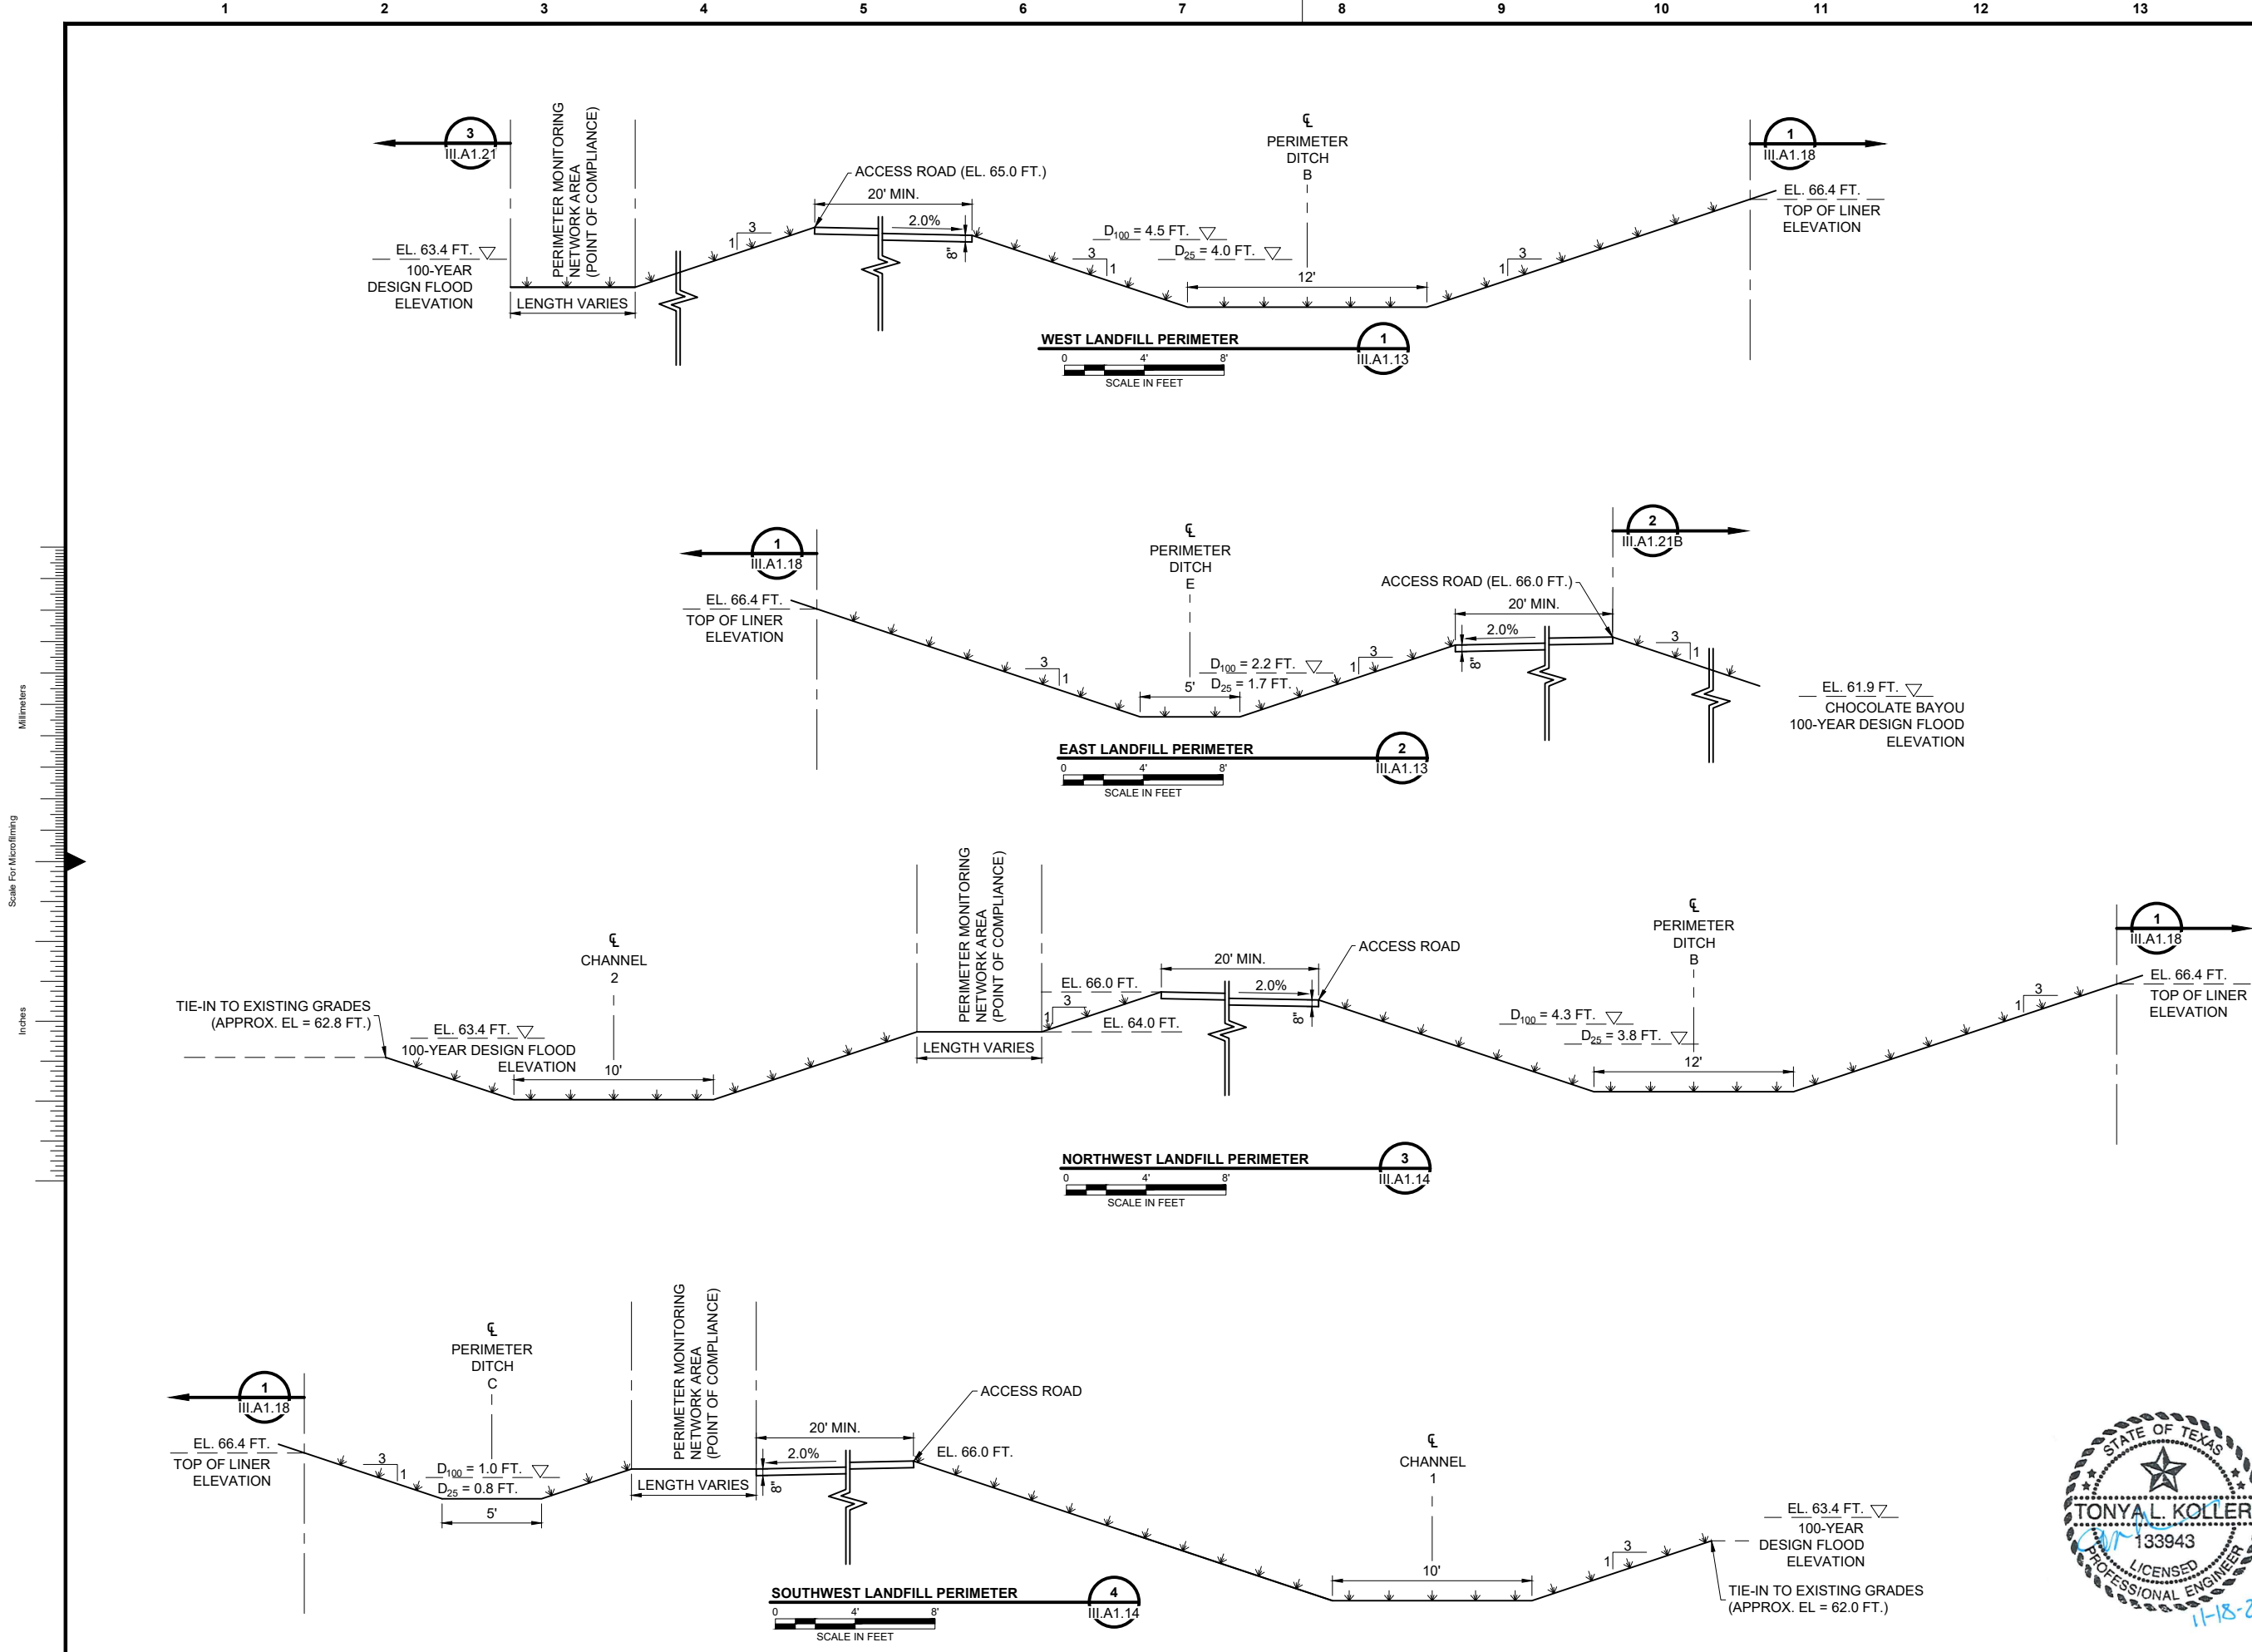 1 2 3 4 5 6 7 8 9 10 11 12 13
3
III.A1.21
PERIMETER MONITORING
NETWORK AREA
(POINT OF COMPLIANCE)
EL. 63.4 FT.
100-YEAR
DESIGN FLOOD
ELEVATION
LENGTH VARIES
3
1
ACCESS ROAD (EL. 65.0 FT.)
20' MIN.
2.0%
8"
℄
PERIMETER
DITCH
B
D100 = 4.5 FT.
D25 = 4.0 FT.
3
1
12'
3
1
1
III.A1.18
EL. 66.4 FT.
TOP OF LINER
ELEVATION
WEST LANDFILL PERIMETER
1
III.A1.13
0 4' 8'
SCALE IN FEET
1
III.A1.18
EL. 66.4 FT.
TOP OF LINER
ELEVATION
3
1
℄
PERIMETER
DITCH
E
D100 = 2.2 FT.
D25 = 1.7 FT.
5'
3
1
ACCESS ROAD (EL. 66.0 FT.)
20' MIN.
2.0%
8"
2
III.A1.21B
3
1
EL. 61.9 FT.
CHOCOLATE BAYOU
100-YEAR DESIGN FLOOD
ELEVATION
EAST LANDFILL PERIMETER
2
III.A1.13
0 4' 8'
SCALE IN FEET
Millimeters
Scale For Microfilming
Inches
TIE-IN TO EXISTING GRADES
(APPROX. EL = 62.8 FT.)
EL. 63.4 FT.
100-YEAR DESIGN FLOOD
ELEVATION
℄
CHANNEL
2
10'
PERIMETER MONITORING
NETWORK AREA
(POINT OF COMPLIANCE)
LENGTH VARIES
EL. 66.0 FT.
3
1
EL. 64.0 FT.
20' MIN.
2.0%
8"
ACCESS ROAD
D100 = 4.3 FT.
D25 = 3.8 FT.
℄
PERIMETER
DITCH
B
12'
3
1
1
III.A1.18
EL. 66.4 FT.
TOP OF LINER
ELEVATION
NORTHWEST LANDFILL PERIMETER
3
III.A1.14
0 4' 8'
SCALE IN FEET
1
III.A1.18
EL. 66.4 FT.
TOP OF LINER
ELEVATION
3
1
℄
PERIMETER
DITCH
C
D100 = 1.0 FT.
D25 = 0.8 FT.
5'
PERIMETER MONITORING
NETWORK AREA
(POINT OF COMPLIANCE)
LENGTH VARIES
20' MIN.
2.0%
8"
ACCESS ROAD
EL. 66.0 FT.
℄
CHANNEL
1
10'
3
1
EL. 63.4 FT.
100-YEAR
DESIGN FLOOD
ELEVATION
TIE-IN TO EXISTING GRADES
(APPROX. EL = 62.0 FT.)
SOUTHWEST LANDFILL PERIMETER
4
III.A1.14
0 4' 8'
SCALE IN FEET
STATE OF TEXAS
TONYA L. KOLLER
133943
LICENSED
PROFESSIONAL ENGINEER